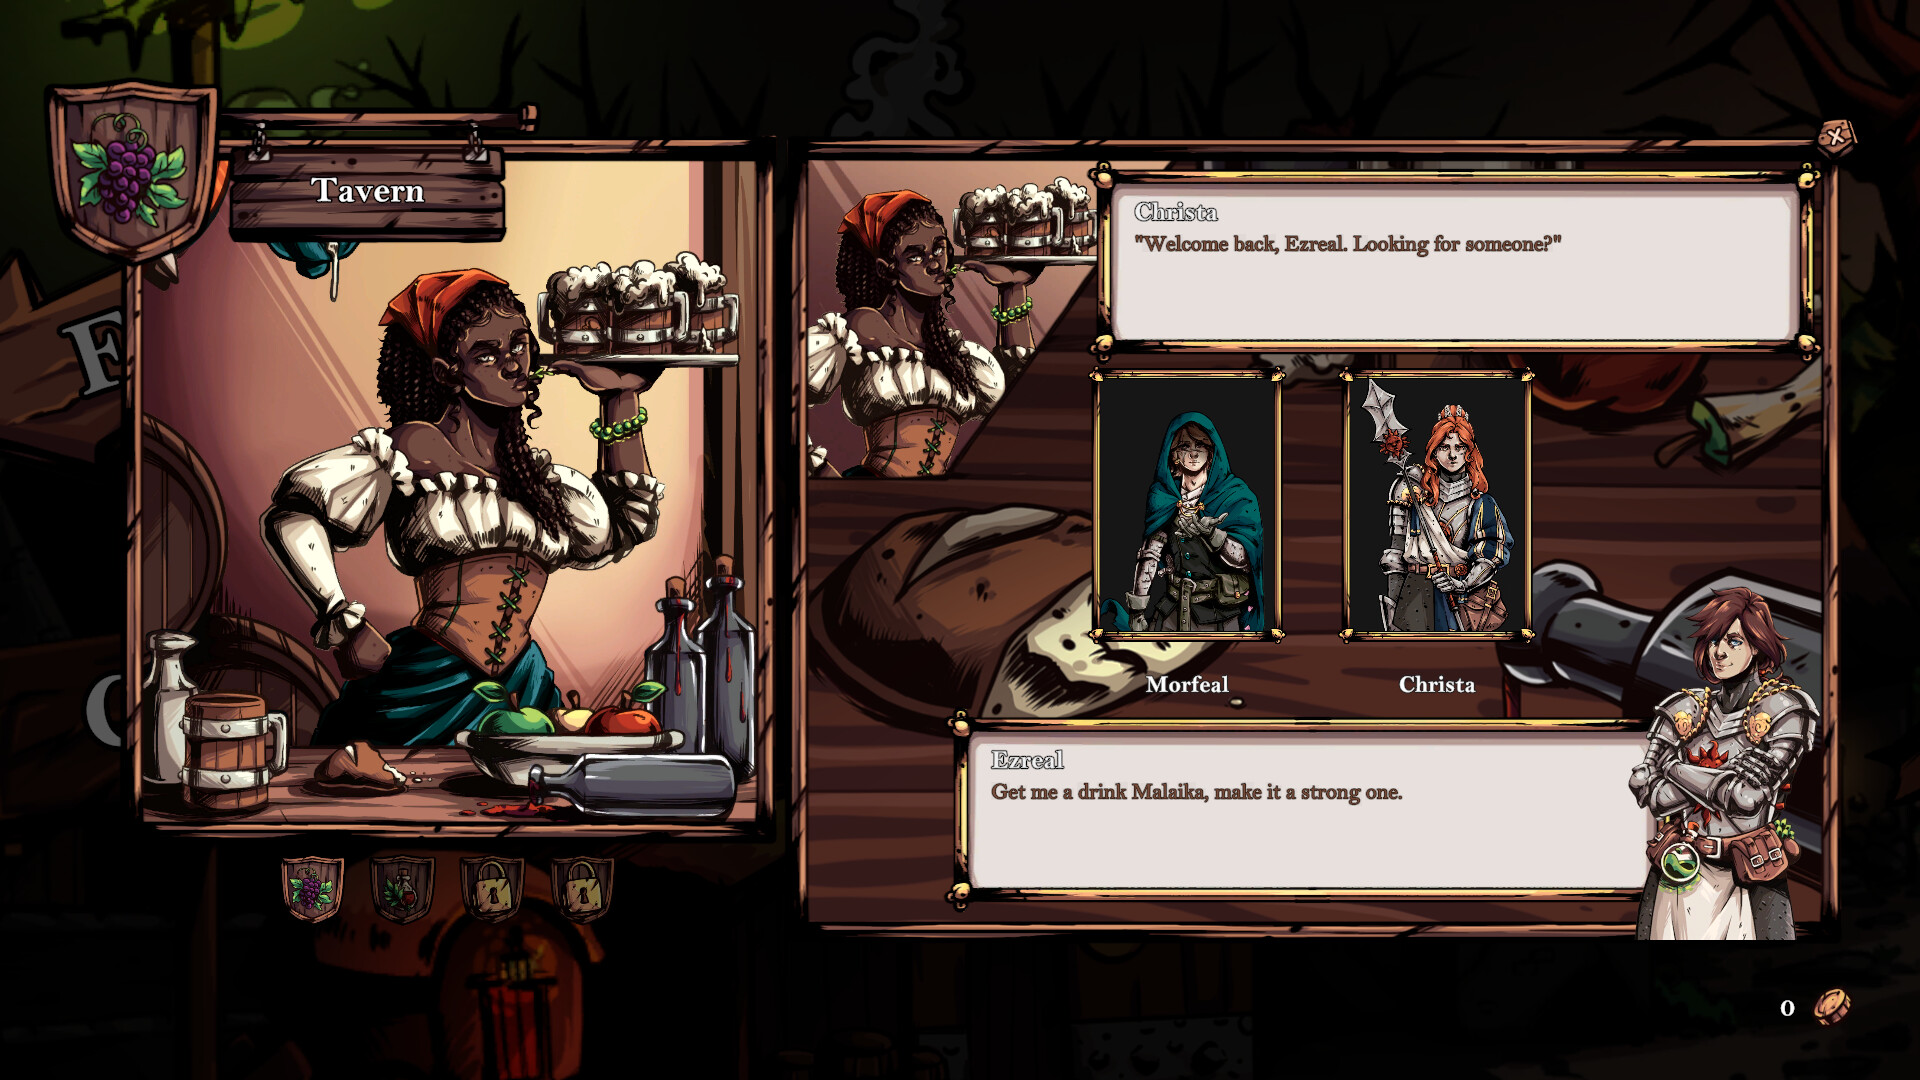 Tavern
Christa
"Welcome back, Ezreal. Looking for someone?"
Morfeal
Christa
Ezreal
Get me a drink Malaika, make it a strong one.
0